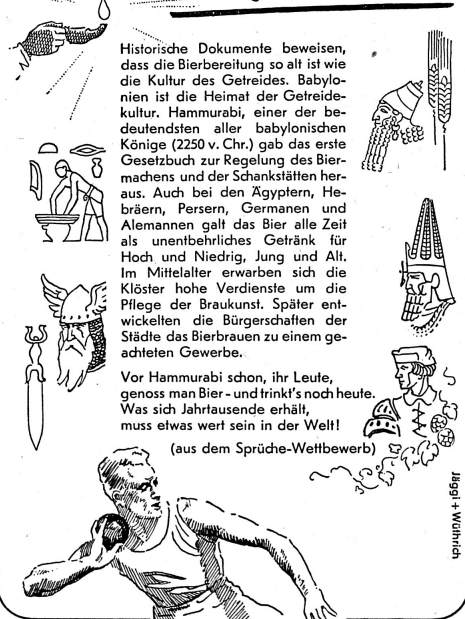 Historische Dokumente beweisen,
dass die Bierbereitung so alt ist wie
die Kultur des Getreides. Babylo-
nien ist die Heimat der Getreide-
kultur. Hammurabi, einer der be-
deutendsten aller babylonischen
Könige (2250 v. Chr.) gab das erste
Gesetzbuch zur Regelung des Bier-
machens und der Schankstätten her-
aus. Auch bei den Ägyptern, He-
bräern, Persern, Germanen und
Alemannen galt das Bier alle Zeit
als unentbehrliches Getränk für
Hoch und Niedrig, Jung und Alt.
Im Mittelalter erwarben sich die
Klöster hohe Verdienste um die
Pflege der Braukunst. Später ent-
wickelten die Bürgerschaften der
Städte das Bierbrauen zu einem ge-
achteten Gewerbe.
Vor Hammurabi schon, ihr Leute,
genoss man Bier - und trinkt's noch heute.
Was sich Jahrtausende erhält,
muss etwas wert sein in der Welt!
(aus dem Sprüche-Wettbewerb)
Jäggi + Wüthrich